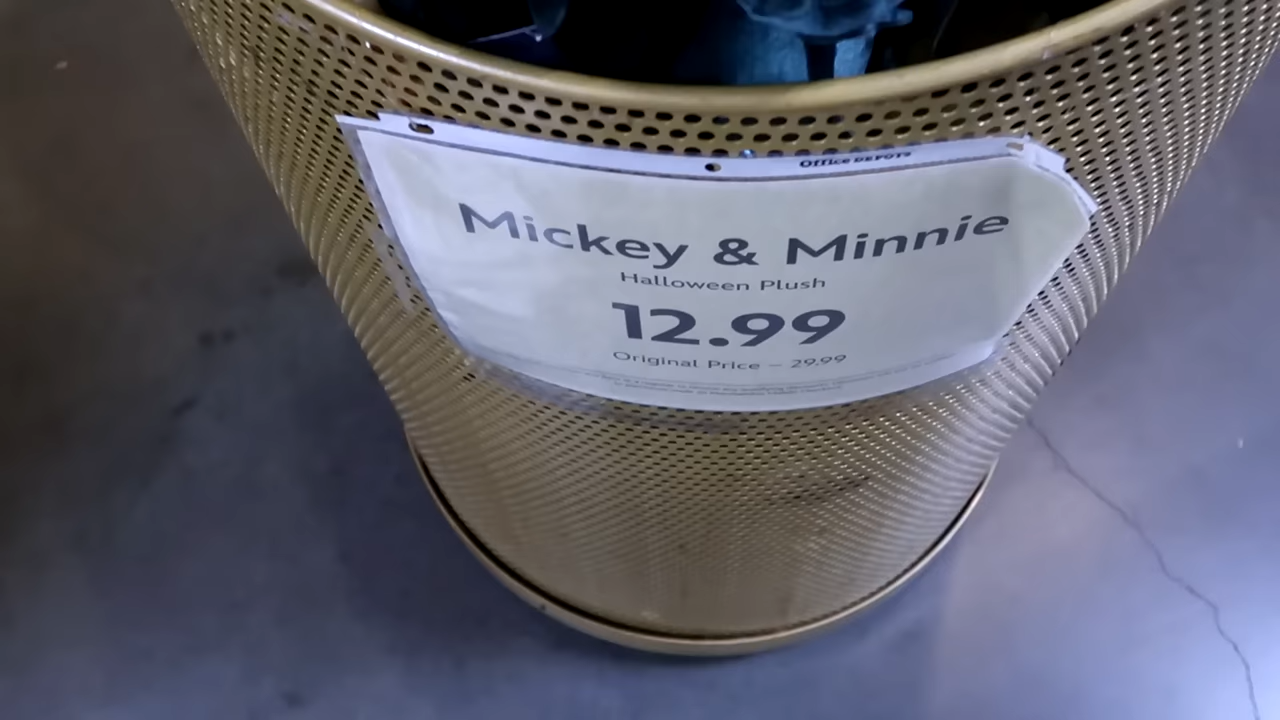 Office DEPOT
Mickey & Minnie
Halloween Plush
12.99
Original Price – 29.99